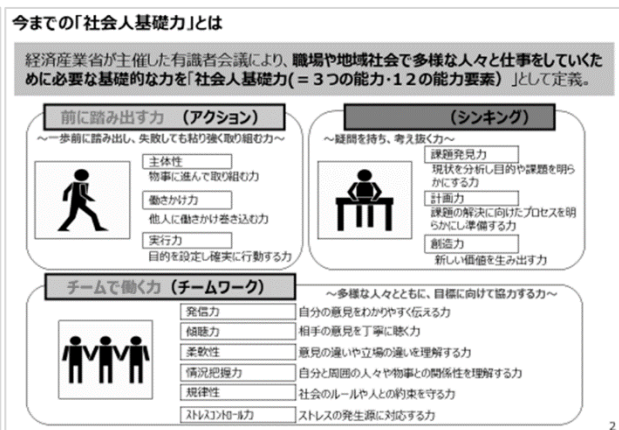 今までの「社会人基礎力」とは
経済産業省が主催した有識者会議により、職場や地域社会で多様な人々と仕事をしていくた
めに必要な基礎的な力を「社会人基礎力(=３つの能力・１２の能力要素）」として定義。
前に踏み出す力 （アクション）
～一歩前に踏み出し、失敗しても粘り強く取り組む力～
主体性
物事に進んで取り組む力
働きかけ力
他人に働きかけ巻き込む力
実行力
目的を設定し確実に行動する力
（シンキング）
～疑問を持ち、考え抜く力～
課題発見力
現状を分析し目的や課題を明ら
かにする力
計画力
課題の解決に向けたプロセスを明
らかにし準備する力
創造力
新しい価値を生み出す力
チームで働く力 （チームワーク）
～多様な人々とともに、目標に向けて協力する力～
発信力 自分の意見をわかりやすく伝える力
傾聴力 相手の意見を丁寧に聴く力
柔軟性 意見の違いや立場の違いを理解する力
情況把握力 自分と周囲の人々や物事との関係性を理解する力
規律性 社会のルールや人との約束を守る力
ｽﾄﾚｽｺﾝﾄﾛｰﾙ力 ストレスの発生源に対応する力
2